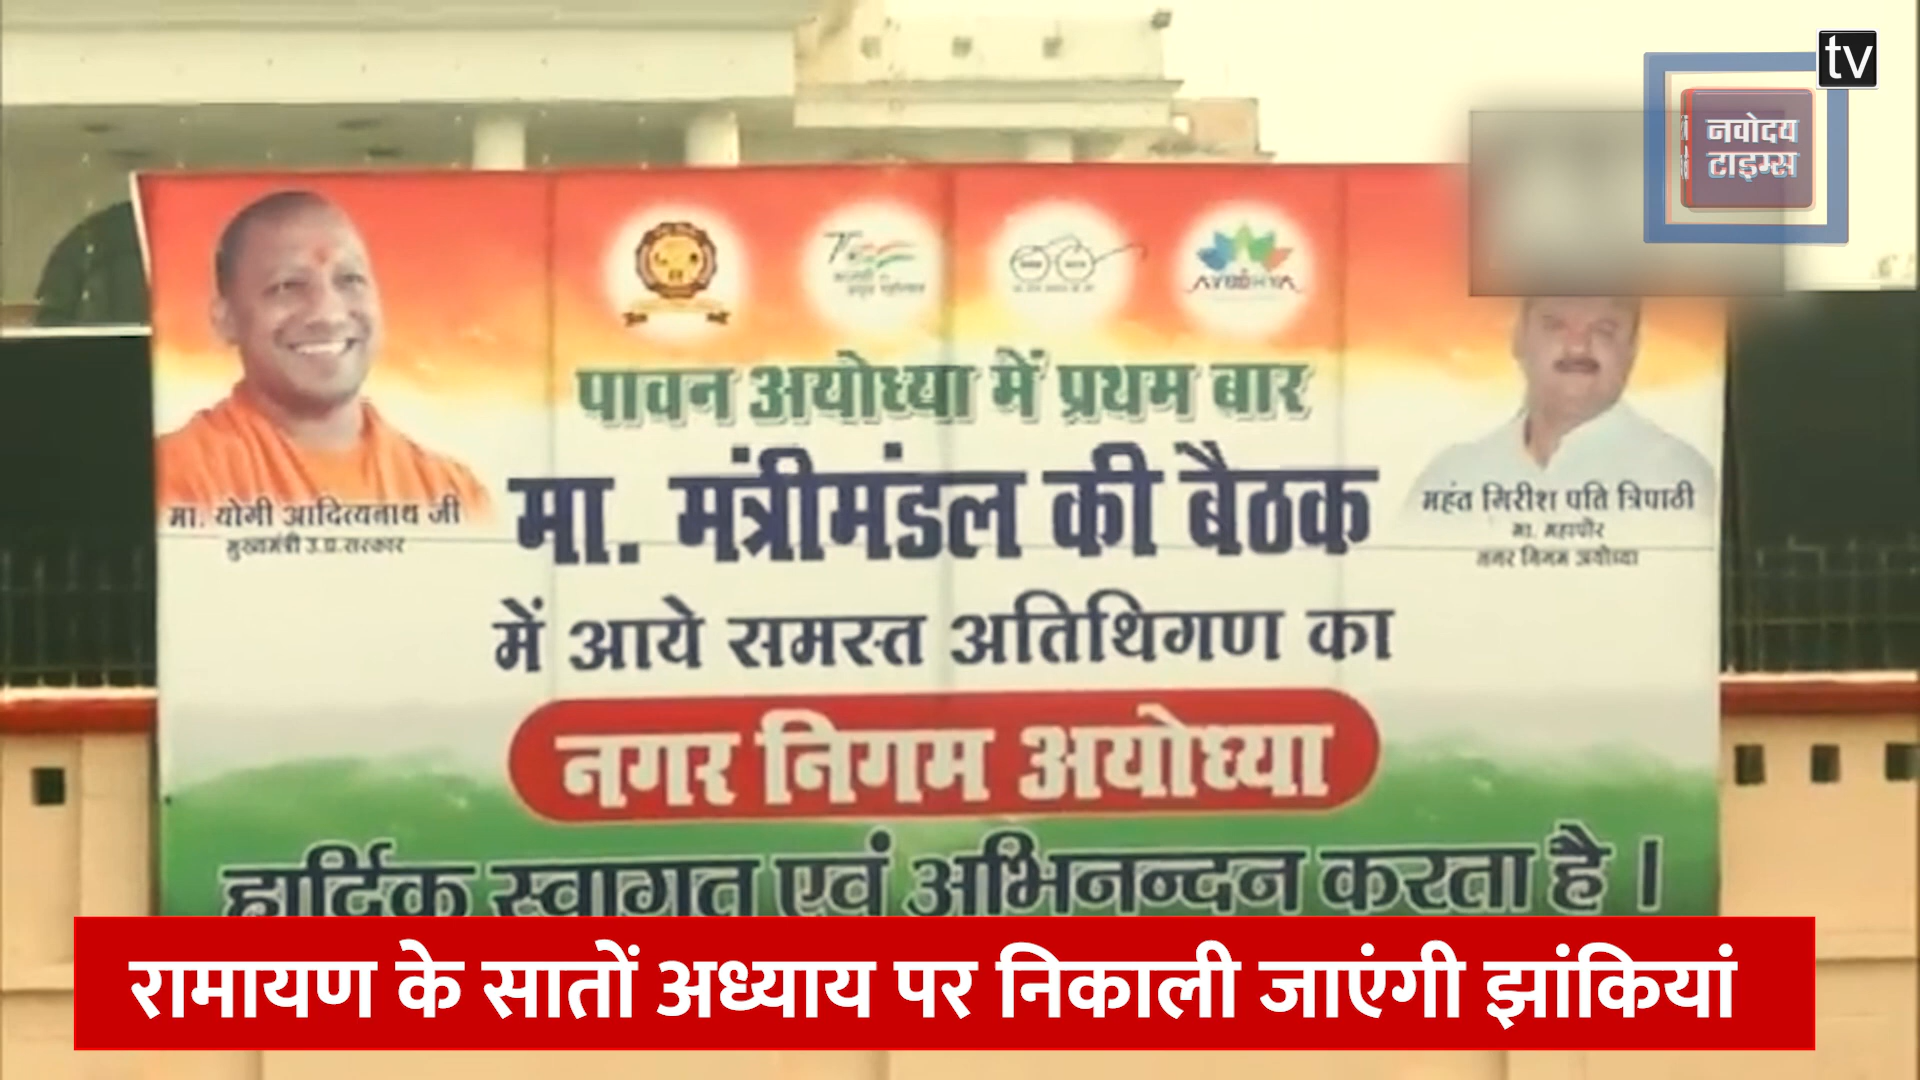 tv
नवोदय
टाइम्स
AYODHYA
पावन अयोध्या में प्रथम बार
मा. मंत्रीमंडल की बैठक
में आये समस्त अतिथिगण का
नगर निगम अयोध्या
हार्दिक स्वागत एवं अभिनन्दन करता है।
मा. योगी आदित्यनाथ जी
मुख्यमंत्री उ.प्र.सरकार
महंत गिरीश पति त्रिपाठी
मा. महापौर
नगर निगम अयोध्या
रामायण के सातों अध्याय पर निकाली जाएंगी झांकियां